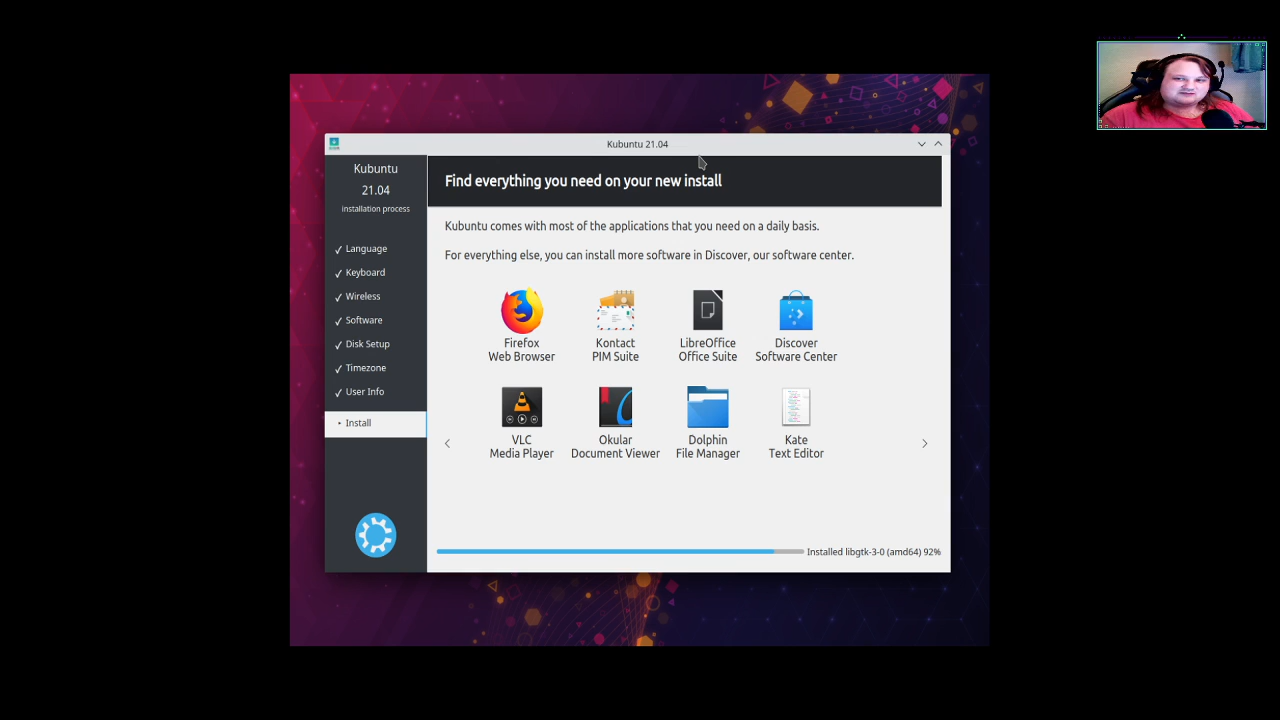 Kubuntu 21.04
Kubuntu
21.04
installation process
✓ Language
✓ Keyboard
✓ Wireless
✓ Software
✓ Disk Setup
✓ Timezone
✓ User Info
• Install
Find everything you need on your new install
Kubuntu comes with most of the applications that you need on a daily basis.
For everything else, you can install more software in Discover, our software center.
Firefox
Web Browser
Kontact
PIM Suite
LibreOffice
Office Suite
Discover
Software Center
VLC
Media Player
Okular
Document Viewer
Dolphin
File Manager
Kate
Text Editor
Installed libgtk-3-0 (amd64) 92%